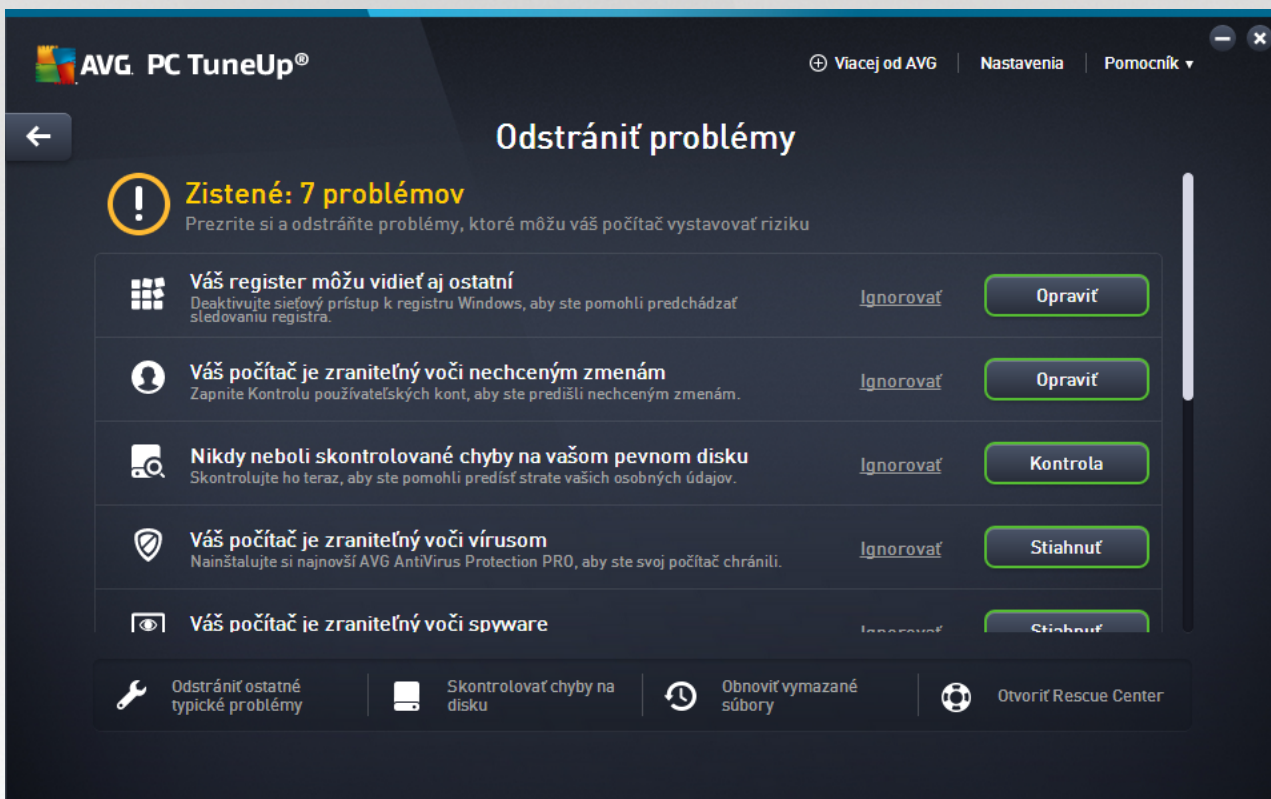 AVG. PC TuneUp®
Viacej od AVG
Nastavenia
Pomocník
Odstrániť problémy
Zistené: 7 problémov
Prezrite si a odstráňte problémy, ktoré môžu váš počítač vystavovať riziku
Váš register môžu vidieť aj ostatní
Deaktivujte sieťový prístup k registru Windows, aby ste pomohli predchádzať
sledovaniu registra.
Ignorovať
Opraviť
Váš počítač je zraniteľný voči nechceným zmenám
Zapnite Kontrolu používateľských kont, aby ste predišli nechceným zmenám.
Ignorovať
Opraviť
Nikdy neboli skontrolované chyby na vašom pevnom disku
Skontrolujte ho teraz, aby ste pomohli predísť strate vašich osobných údajov.
Ignorovať
Kontrola
Váš počítač je zraniteľný voči vírusom
Nainštalujte si najnovší AVG AntiVirus Protection PRO, aby ste svoj počítač chránili.
Ignorovať
Stiahnuť
Váš počítač je zraniteľný voči spyware
Ignorovať
Stiahnuť
Odstrániť ostatné
typické problémy
Skontrolovať chyby na
disku
Obnoviť vymazané
súbory
Otvoriť Rescue Center